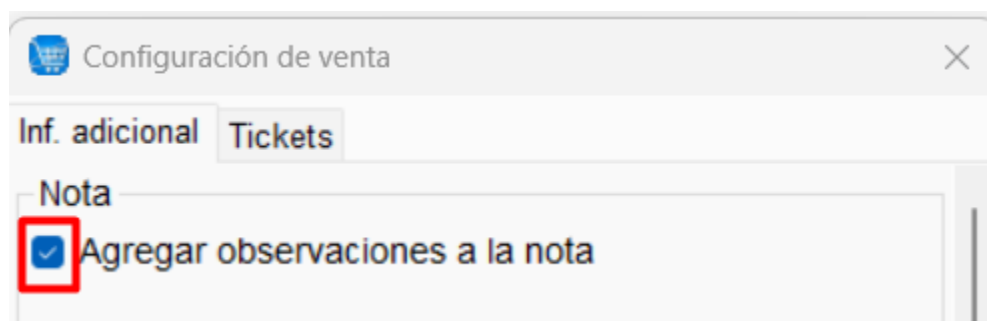 Configuración de venta
Inf. adicional Tickets
Nota
Agregar observaciones a la nota